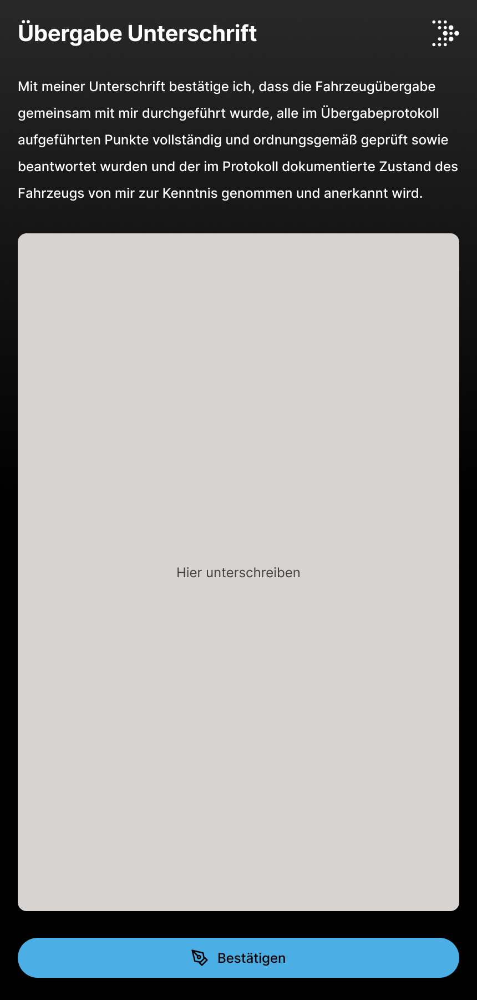 Übergabe Unterschrift
Mit meiner Unterschrift bestätige ich, dass die Fahrzeugübergabe
gemeinsam mit mir durchgeführt wurde, alle im Übergabeprotokoll
aufgeführten Punkte vollständig und ordnungsgemäß geprüft sowie
beantwortet wurden und der im Protokoll dokumentierte Zustand des
Fahrzeugs von mir zur Kenntnis genommen und anerkannt wird.
Hier unterschreiben
Bestätigen